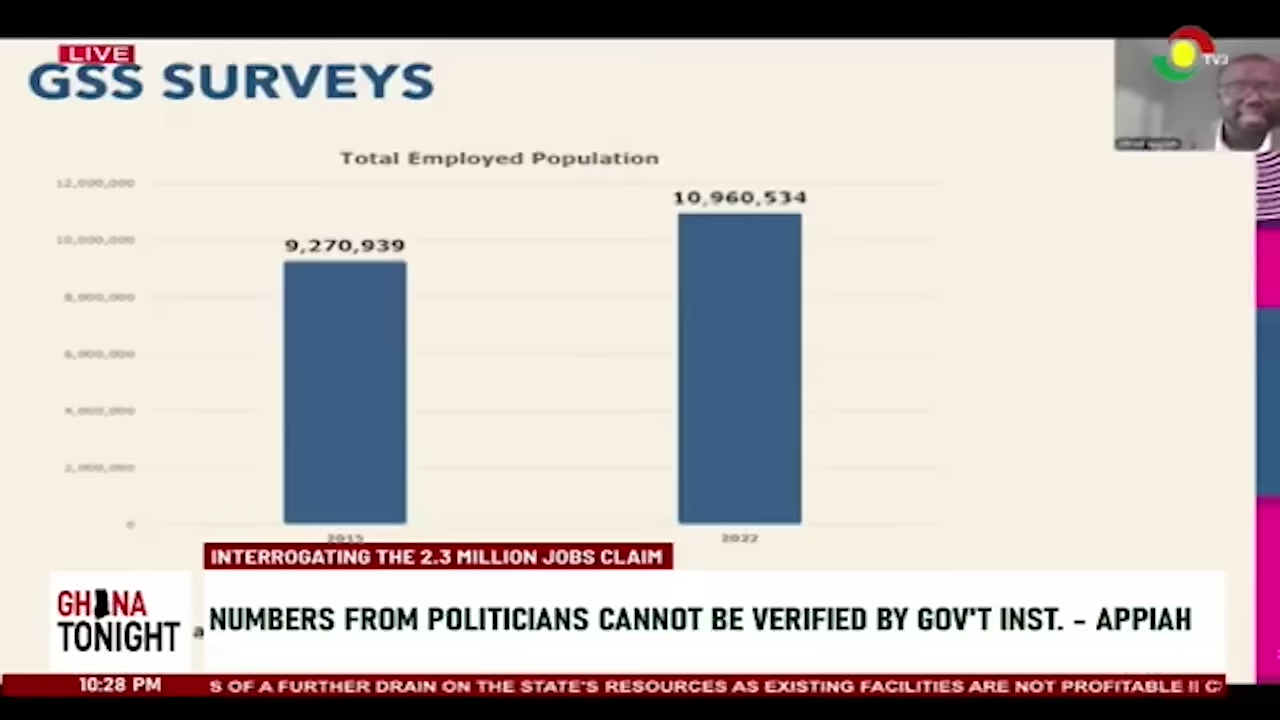 LIVE
GSS SURVEYS
TV3
Total Employed Population
12,000,000
10,960,534
10,000,000
9,270,939
8,000,000
6,000,000
4,000,000
2,000,000
0
2015
2022
INTERROGATING THE 2.3 MILLION JOBS CLAIM
GHANA
TONIGHT
a
NUMBERS FROM POLITICIANS CANNOT BE VERIFIED BY GOV'T INST. - APPIAH
10:28 PM
S OF A FURTHER DRAIN ON THE STATE'S RESOURCES AS EXISTING FACILITIES ARE NOT PROFITABLE II